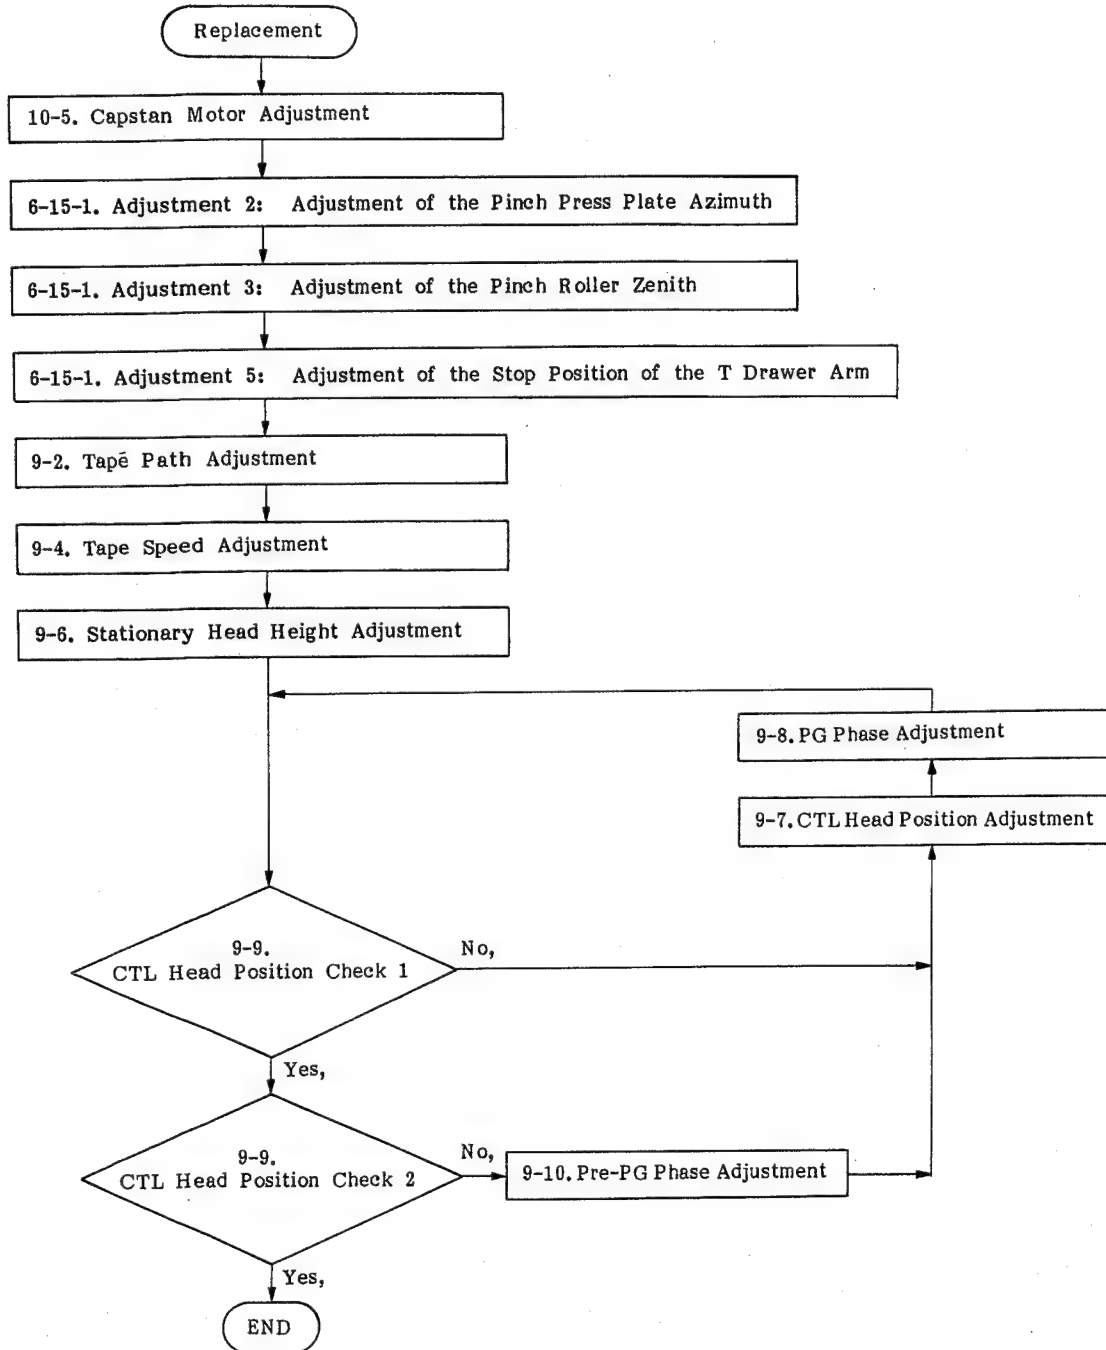 Replacement
10-5. Capstan Motor Adjustment
6-15-1. Adjustment 2: Adjustment of the Pinch Press Plate Azimuth
6-15-1. Adjustment 3: Adjustment of the Pinch Roller Zenith
6-15-1. Adjustment 5: Adjustment of the Stop Position of the T Drawer Arm
9-2. Tape Path Adjustment
9-4. Tape Speed Adjustment
9-6. Stationary Head Height Adjustment
9-8. PG Phase Adjustment
9-7. CTL Head Position Adjustment
9-9.
CTL Head Position Check 1
No,
Yes,
9-9.
CTL Head Position Check 2
No,
9-10. Pre-PG Phase Adjustment
Yes,
END